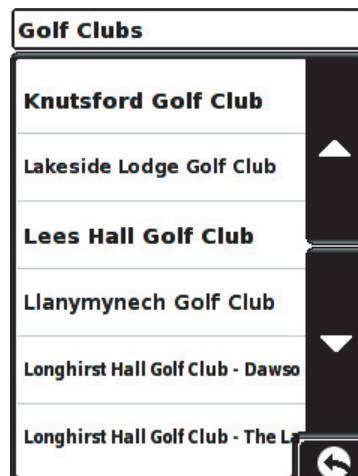 Golf Clubs
Knutsford Golf Club
Lakeside Lodge Golf Club
Lees Hall Golf Club
Llanymynech Golf Club
Longhirst Hall Golf Club - Dawso
Longhirst Hall Golf Club - The La